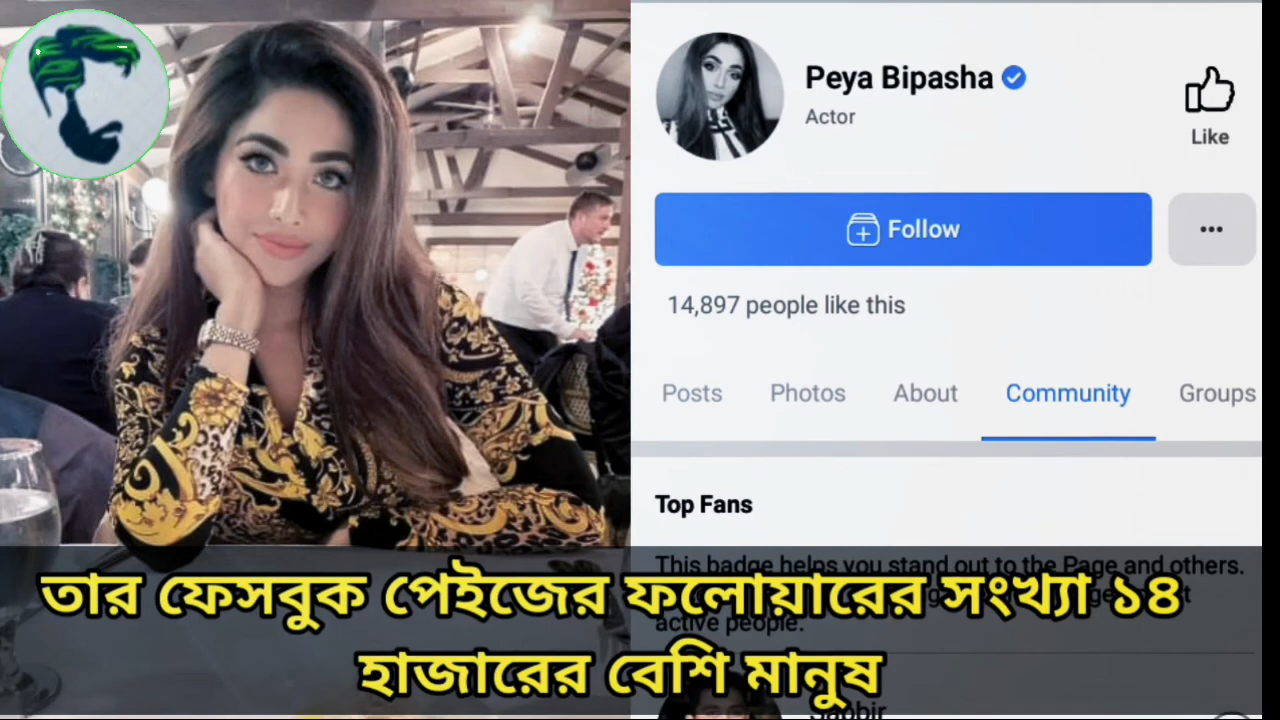 Peya Bipasha
Actor
Like
Follow
14,897 people like this
Posts Photos About Community Groups
Top Fans
This badge helps you stand out to the Page and others.
active people.
তার ফেসবুক পেইজের ফলোয়ারের সংখ্যা ১৪
হাজারের বেশি মানুষ